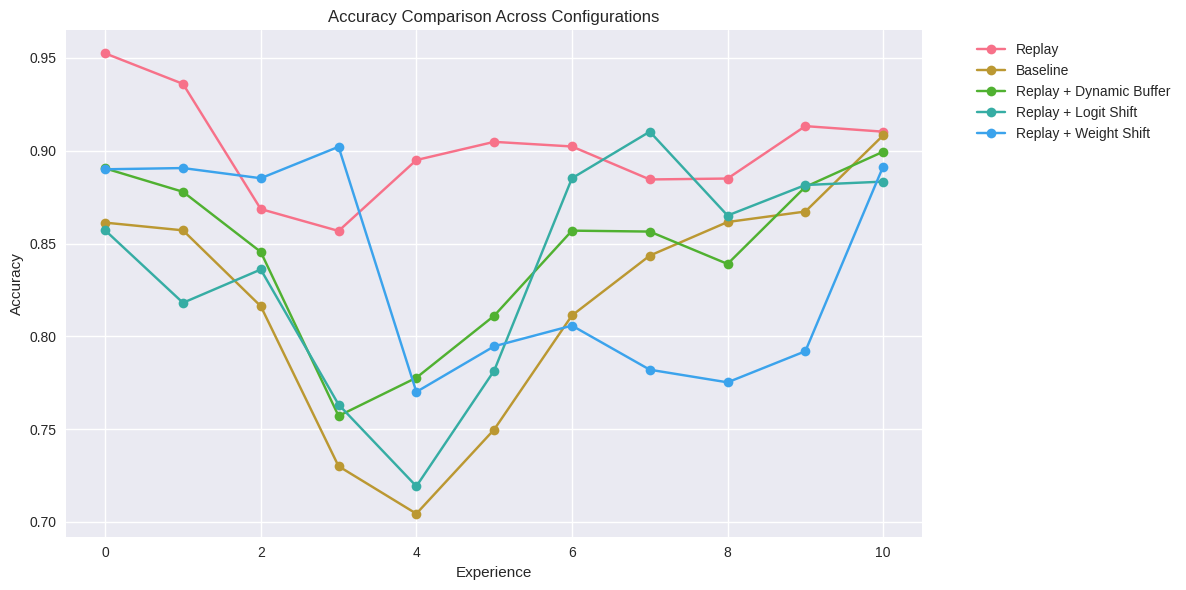 Accuracy Comparison Across Configurations
Accuracy
0.95
0.90
0.85
0.80
0.75
0.70
0 2 4 6 8 10
Experience
Replay
Baseline
Replay + Dynamic Buffer
Replay + Logit Shift
Replay + Weight Shift